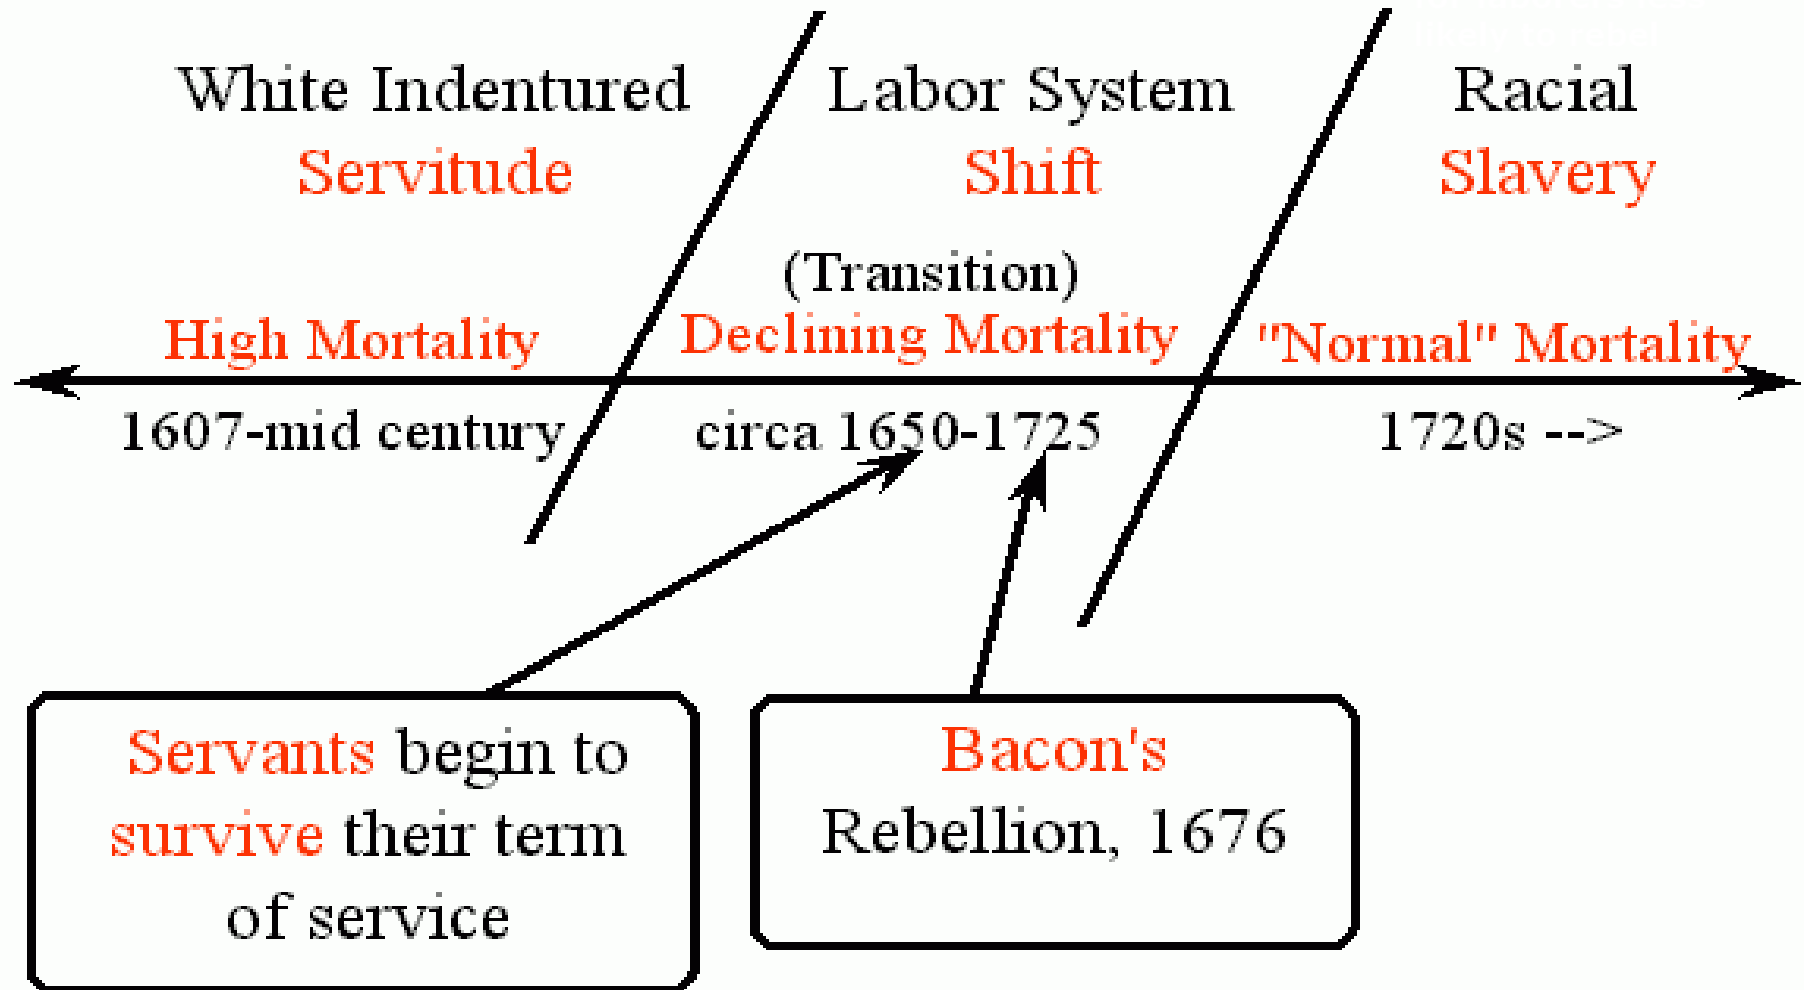 White Indentured
Servitude
Labor System
Shift
(Transition)
Racial
Slavery
High Mortality
Declining Mortality
"Normal" Mortality
1607-mid century
circa 1650-1725
1720s -->
Servants begin to
survive their term
of service
Bacon's
Rebellion, 1676